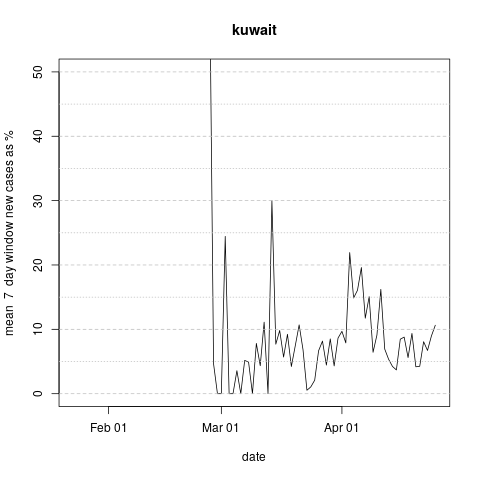 kuwait
mean 7 day window new cases as %
50
40
30
20
10
0
Feb 01
Mar 01
Apr 01
date